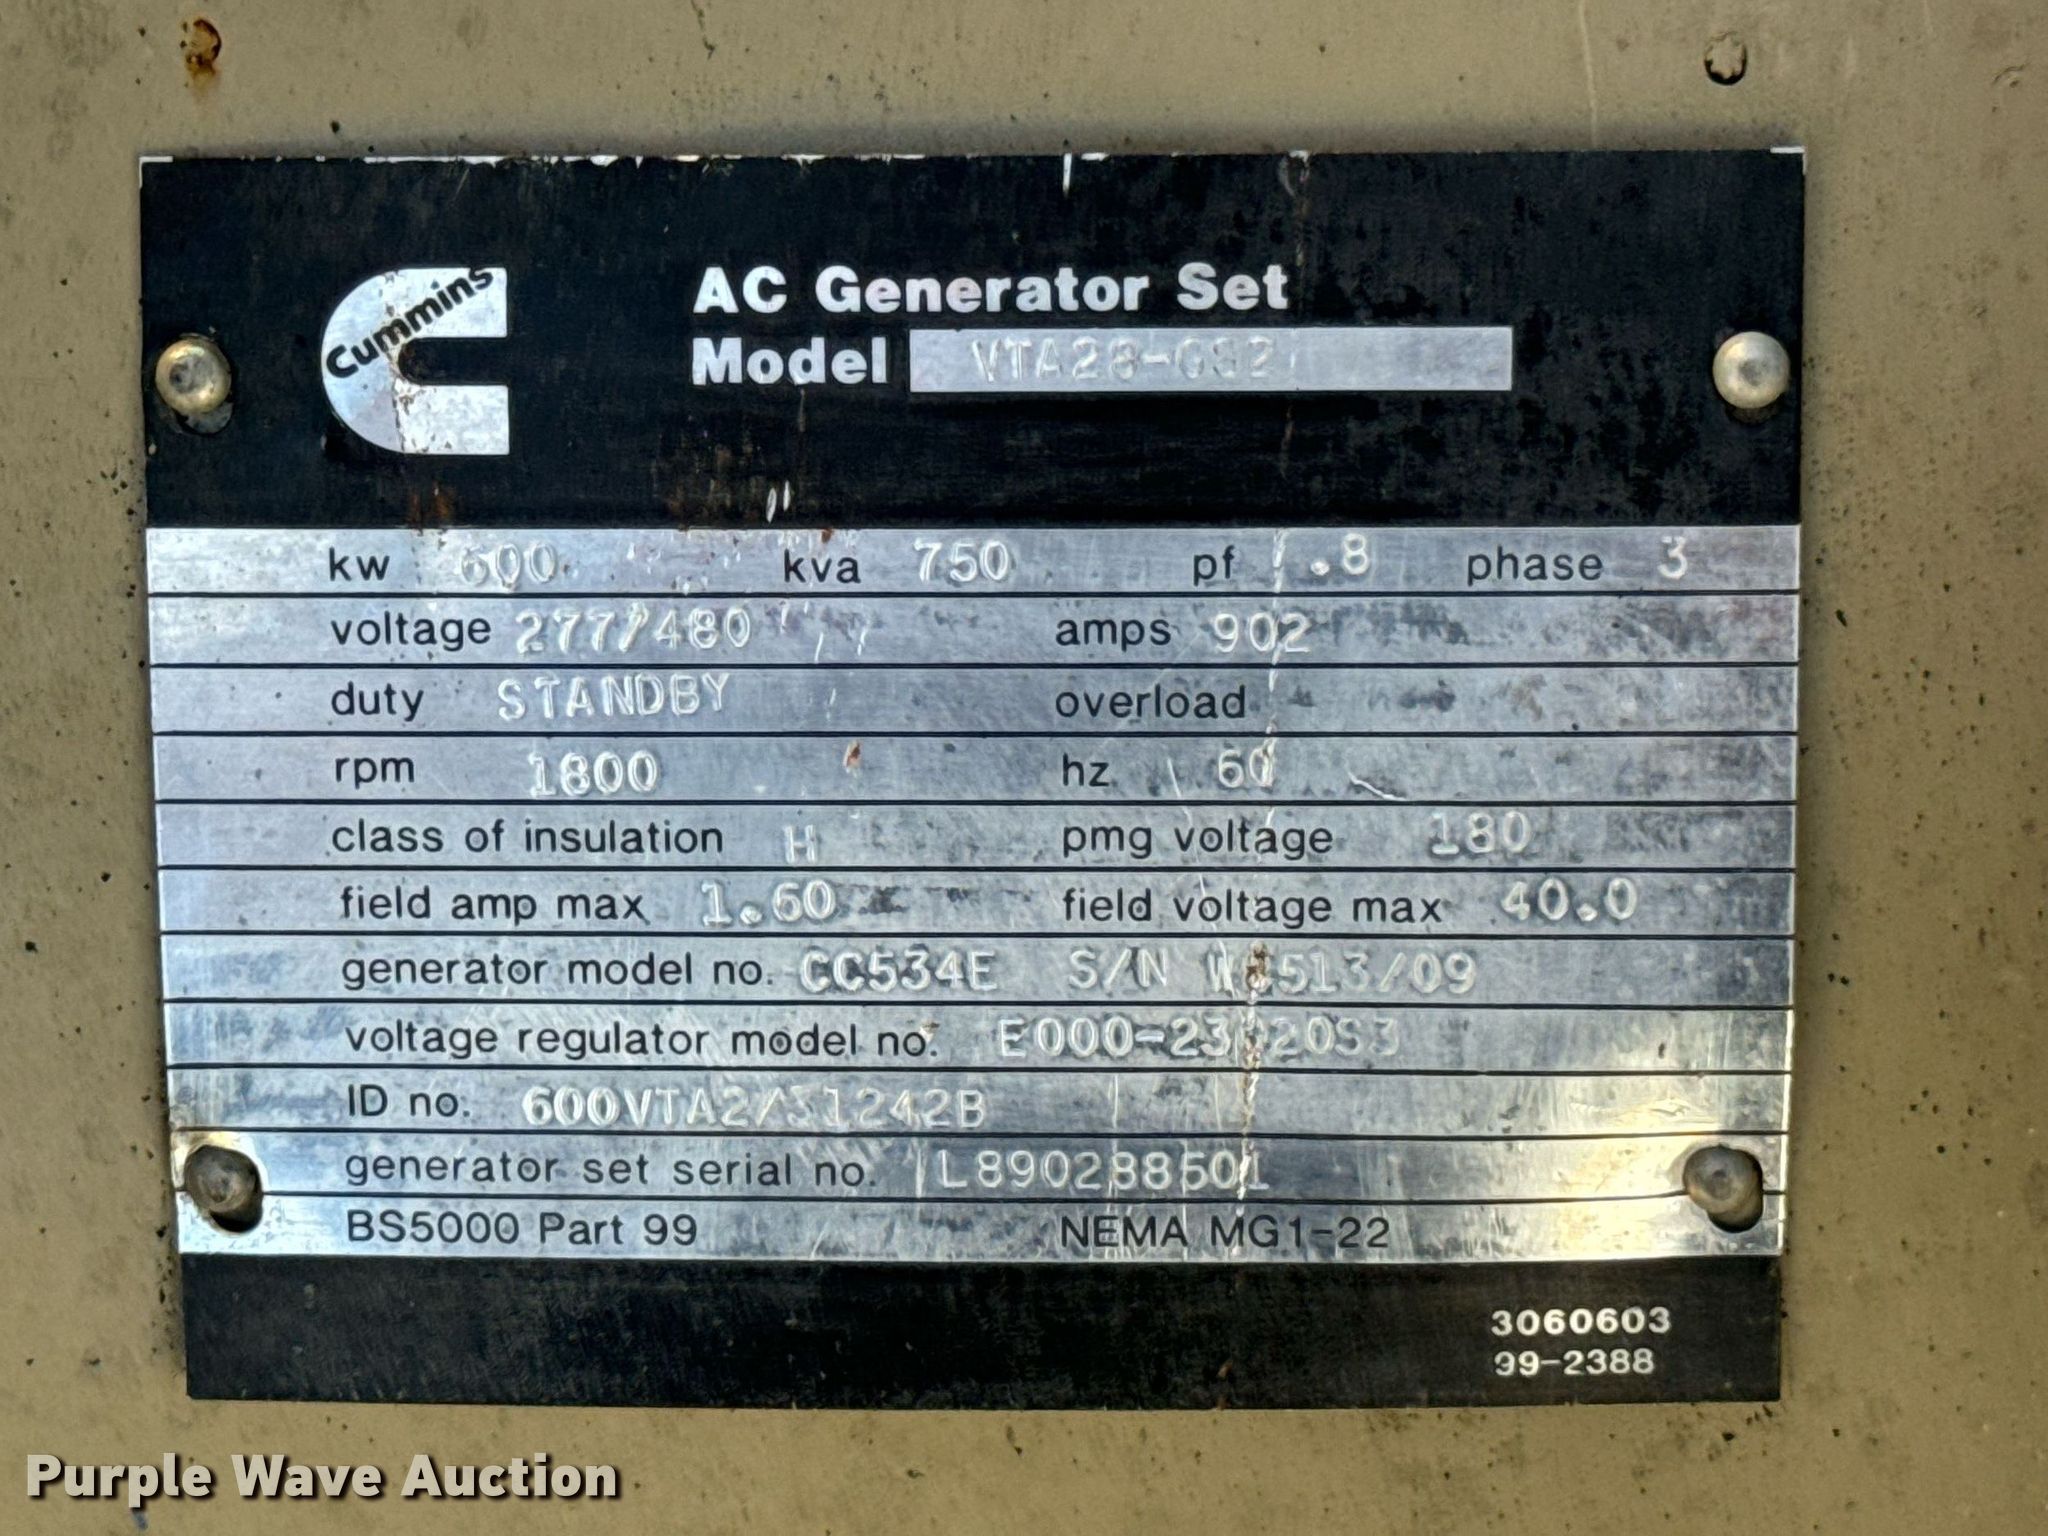 Cummins
AC Generator Set
Model VTA28-GS2
kw 600 kva 750 pf .8 phase 3
voltage 277/480 amps 902
duty STANDBY overload
rpm 1800 hz 60
class of insulation H pmg voltage 180
field amp max 1.60 field voltage max 40.0
generator model no. CC534E S/N
voltage regulator model no.
ID no.
generator set serial no. L890288501
BS5000 Part 99 NEMA MG1-22
3060603
99-2388
Purple Wave Auction